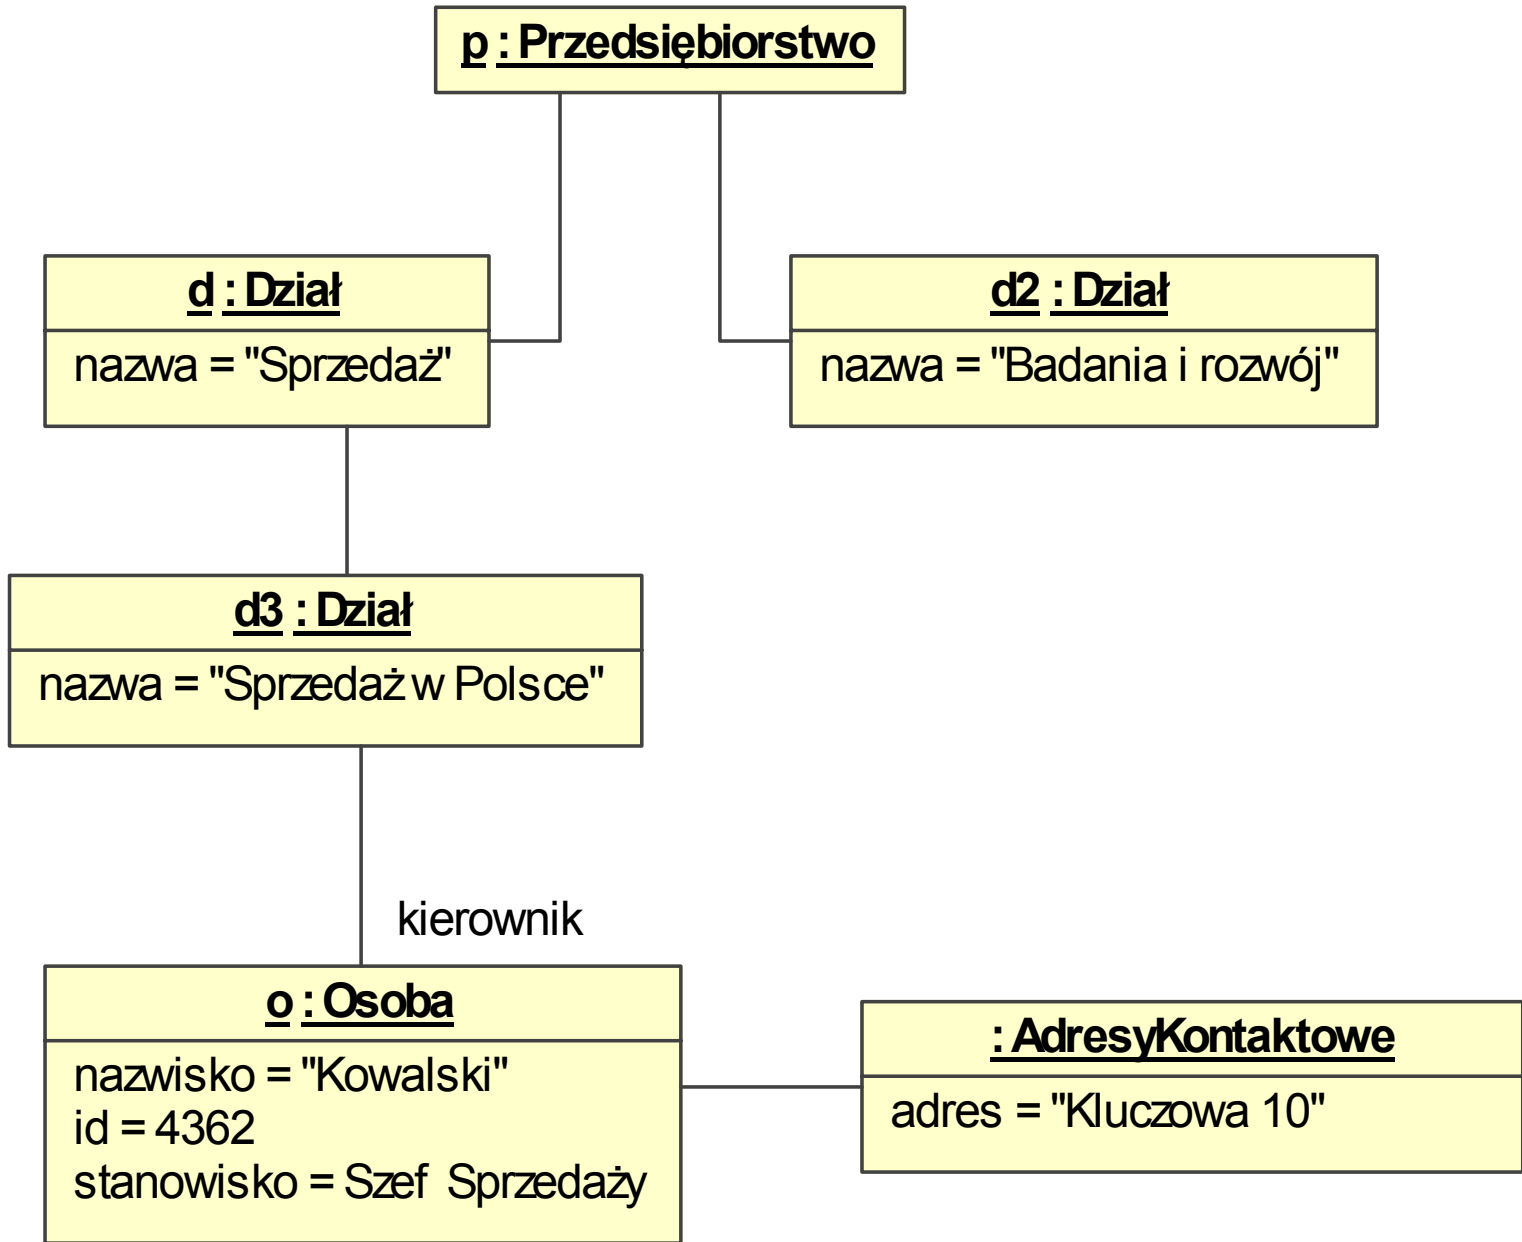 p : Przedsiębiorstwo
d : Dział
nazwa = "Sprzedaż"
d2 : Dział
nazwa = "Badania i rozwój"
d3 : Dział
nazwa = "Sprzedaż w Polsce"
kierownik
o : Osoba
nazwisko = "Kowalski"
id = 4362
stanowisko = Szef Sprzedaży
: AdresyKontaktowe
adres = "Kluczowa 10"